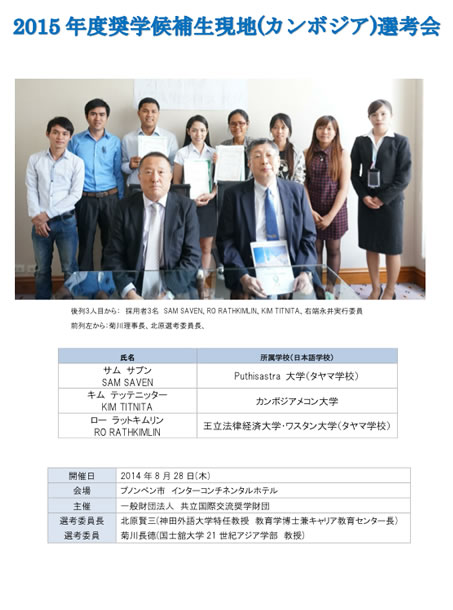 2015 年度奨学候補生現地(カンボジア)選考会
後列3人目から： 採用者3名 SAM SAVEN, RO RATHKIMLIN, KIM TITNITA、右端永井実行委員
前列左から：菊川理事長、北原選考委員長、
氏名 所属学校(日本語学校)
サム サブン
SAM SAVEN
Puthisastra 大学(タヤマ学校)
キム テッテニッター
KIM TITNITA
カンボジアメコン大学
ロー ラットキムリン
RO RATHKIMLIN
王立法律経済大学・ワスタン大学(タヤマ学校)
開催日 2014 年 8 月 28 日(木)
会場 プノンペン市 インターコンチネンタルホテル
主催 一般財団法人 共立国際交流奨学財団
選考委員長 北原賢三(神田外語大学特任教授 教育学博士兼キャリア教育センター長)
選考委員 菊川長徳(国士舘大学 21 世紀アジア学部 教授)